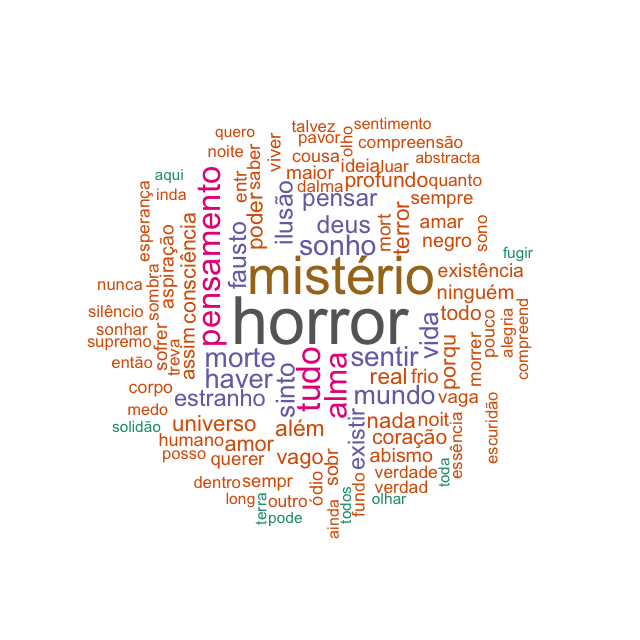 talvez
sentimento
quero
pavor
olho
compreensão
noite
saber
viver
cousa
ideia
luar
abstracta
aqui
entr
maior
dalma
profundo
quanto
inda
pensamento
poder
ilusão
pensar
mort
terror
sempre
esperança
deus
amar
sono
consciência
fausto
sonho
negro
fugir
aspiração
mistério
existência
nunca
sombra
ninguém
silêncio
horror
todo
pouco
alegria
compreend
sonhar
sofrer
assim
vida
supremo
treva
morte
tudo
alma
sentir
porqu
morrer
então
haver
sinto
real
frio
corpo
estranho
mundo
vaga
medo
escuridão
solidão
universo
além
existir
nada
noit
essência
humano
amor
coração
posso
querer
vago
sobr
abismo
verdade
toda
dentro
sempr
ódio
fundo
verdad
long
outro
todos
olhar
terra
pode
ainda